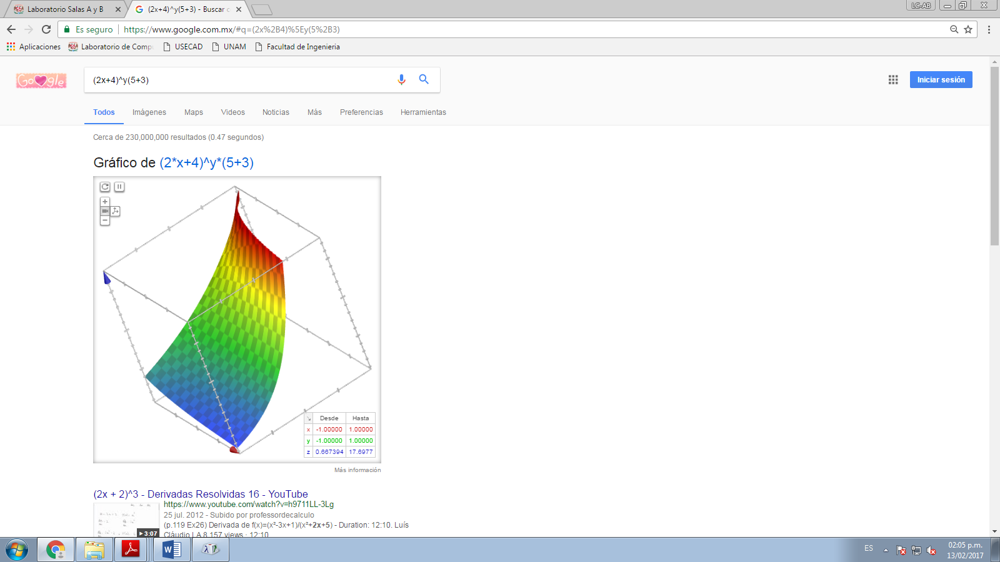 Laboratorio Salas A y B
(2x+4)^y(5+3) - Buscar c
LC-AB
Es seguro
https://www.google.com.mx/#q=(2x%2B4)%5Ey(5%2B3)
Aplicaciones
Laboratorio de Comp
USECAD
UNAM
Facultad de Ingenieria
Google
(2x+4)^y(5+3)
Iniciar sesión
Todos
Imágenes
Maps
Videos
Noticias
Más
Preferencias
Herramientas
Cerca de 230,000,000 resultados (0.47 segundos)
Gráfico de (2*x+4)^y*(5+3)
Desde Hasta
x -1.00000 1.00000
y -1.00000 1.00000
z 0.667394 17.6977
Más información
(2x + 2)^3 - Derivadas Resolvidas 16 - YouTube
https://www.youtube.com/watch?v=h9711LL-3Lg
25 jul. 2012 - Subido por professordecalculo
(p.119 Ex26) Derivada de f(x)=(x²-3x+1)/(x²+2x+5) - Duration: 12:10. Luís
Cláudio LA 8,157 views · 12:10
3:07
ES
02:05 p.m.
13/02/2017